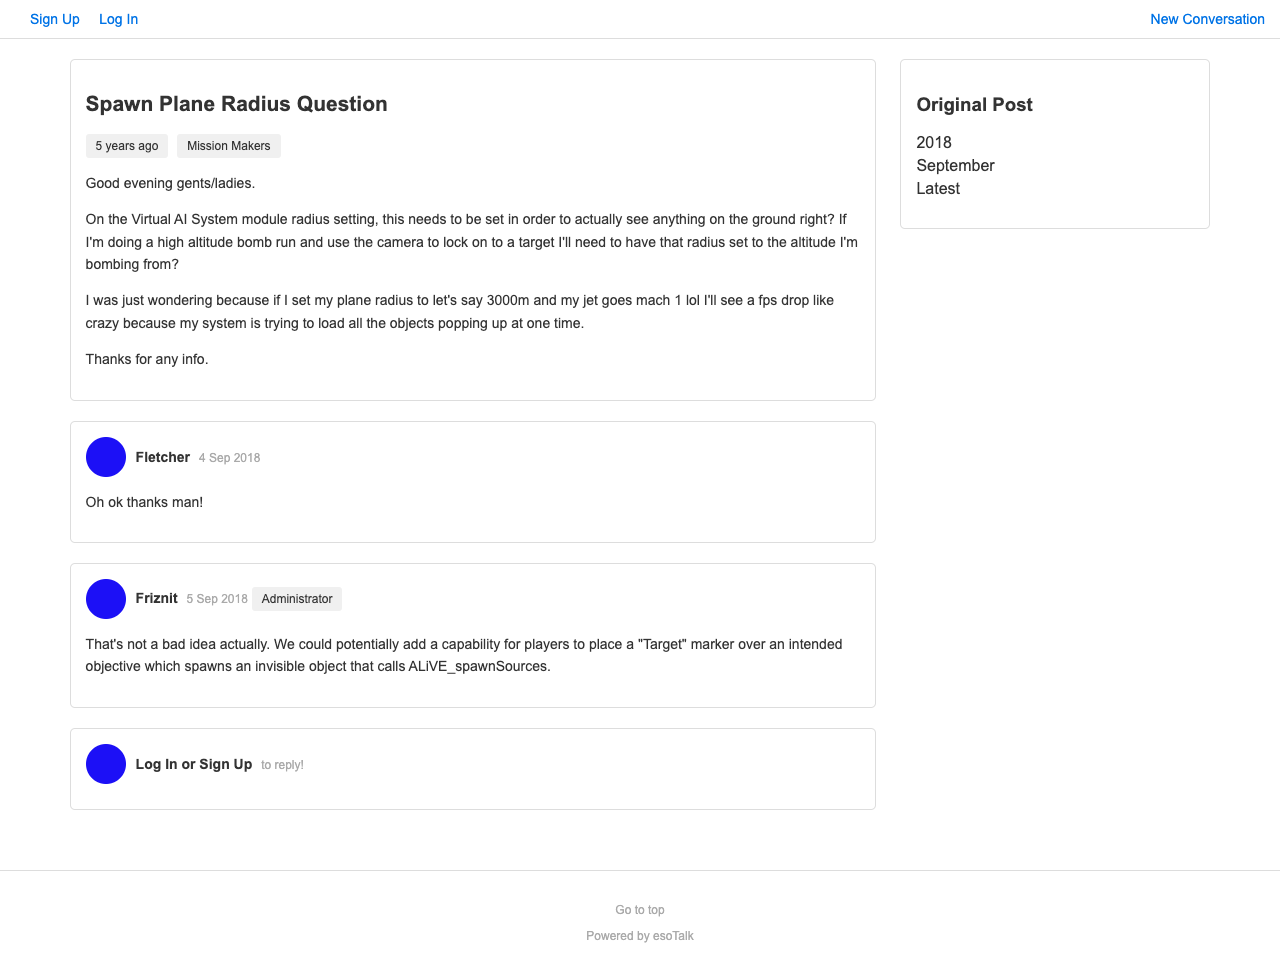 Sign Up Log In New Conversation
Spawn Plane Radius Question
5 years ago Mission Makers
Good evening gents/ladies.
On the Virtual AI System module radius setting, this needs to be set in order to actually see anything on the ground right? If
I'm doing a high altitude bomb run and use the camera to lock on to a target I'll need to have that radius set to the altitude I'm
bombing from?
I was just wondering because if I set my plane radius to let's say 3000m and my jet goes mach 1 lol I'll see a fps drop like
crazy because my system is trying to load all the objects popping up at one time.
Thanks for any info.
Original Post
2018
September
Latest
Fletcher 4 Sep 2018
Oh ok thanks man!
Friznit 5 Sep 2018 Administrator
That's not a bad idea actually. We could potentially add a capability for players to place a "Target" marker over an intended
objective which spawns an invisible object that calls ALiVE_spawnSources.
Log In or Sign Up to reply!
Go to top
Powered by esoTalk